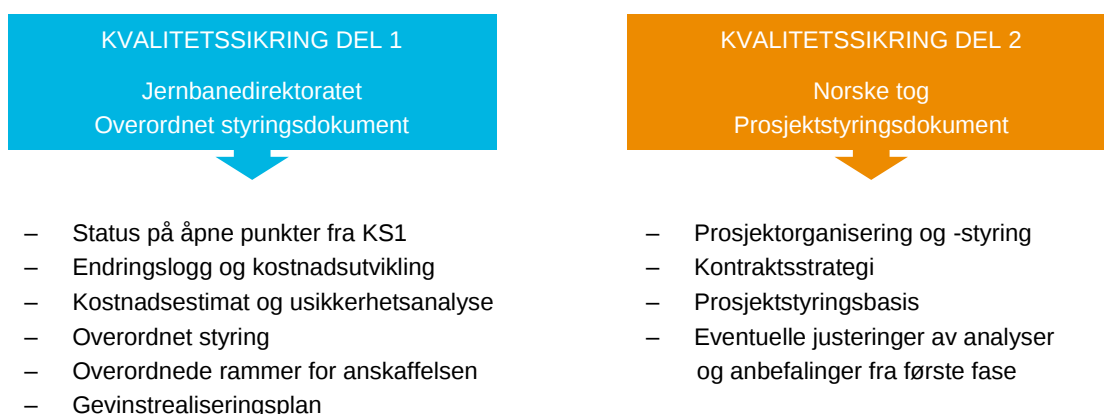 KVALITETSSIKRING DEL 1
Jernbanedirektoratet
Overordnet styringsdokument
– Status på åpne punkter fra KS1
– Endringslogg og kostnadsutvikling
– Kostnadsestimat og usikkerhetsanalyse
– Overordnet styring
– Overordnede rammer for anskaffelsen
– Gevinstrealiseringsplan
KVALITETSSIKRING DEL 2
Norske tog
Prosjektstyringsdokument
– Prosjektorganisering og -styring
– Kontraktsstrategi
– Prosjektstyringsbasis
– Eventuelle justeringer av analyser
og anbefalinger fra første fase